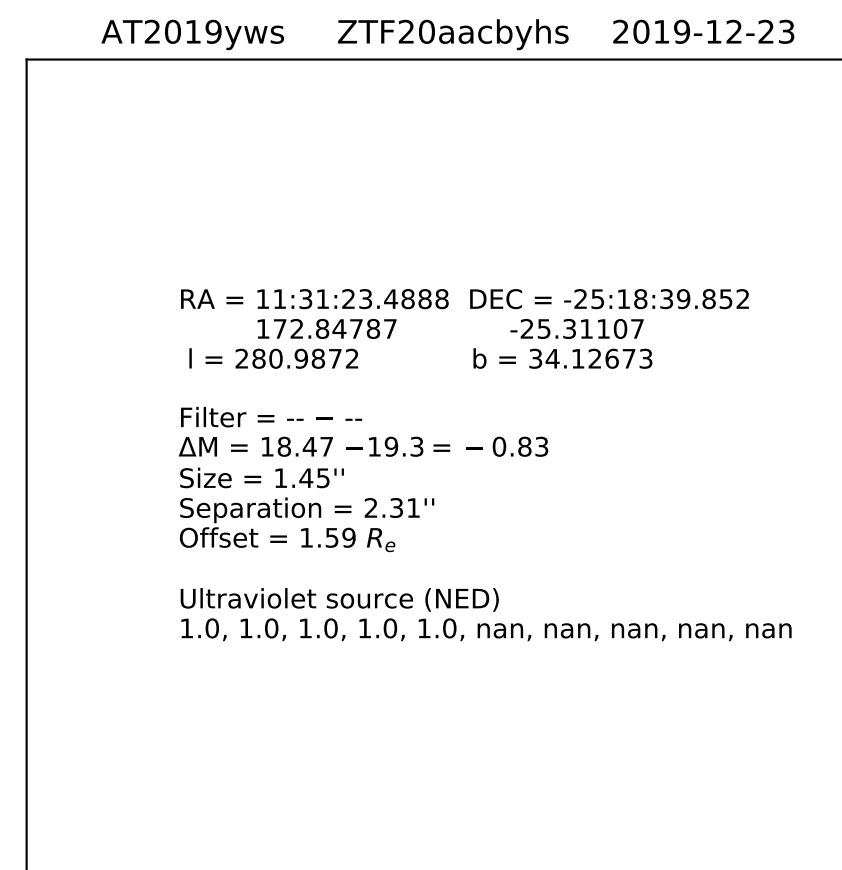 AT2019yws ZTF20aacbyhs 2019-12-23
RA = 11:31:23.4888 DEC = -25:18:39.852
172.84787 -25.31107
l = 280.9872 b = 34.12673
Filter = -- − --
ΔM = 18.47 −19.3 = − 0.83
Size = 1.45''
Separation = 2.31''
Offset = 1.59 Rₑ
Ultraviolet source (NED)
1.0, 1.0, 1.0, 1.0, 1.0, nan, nan, nan, nan, nan